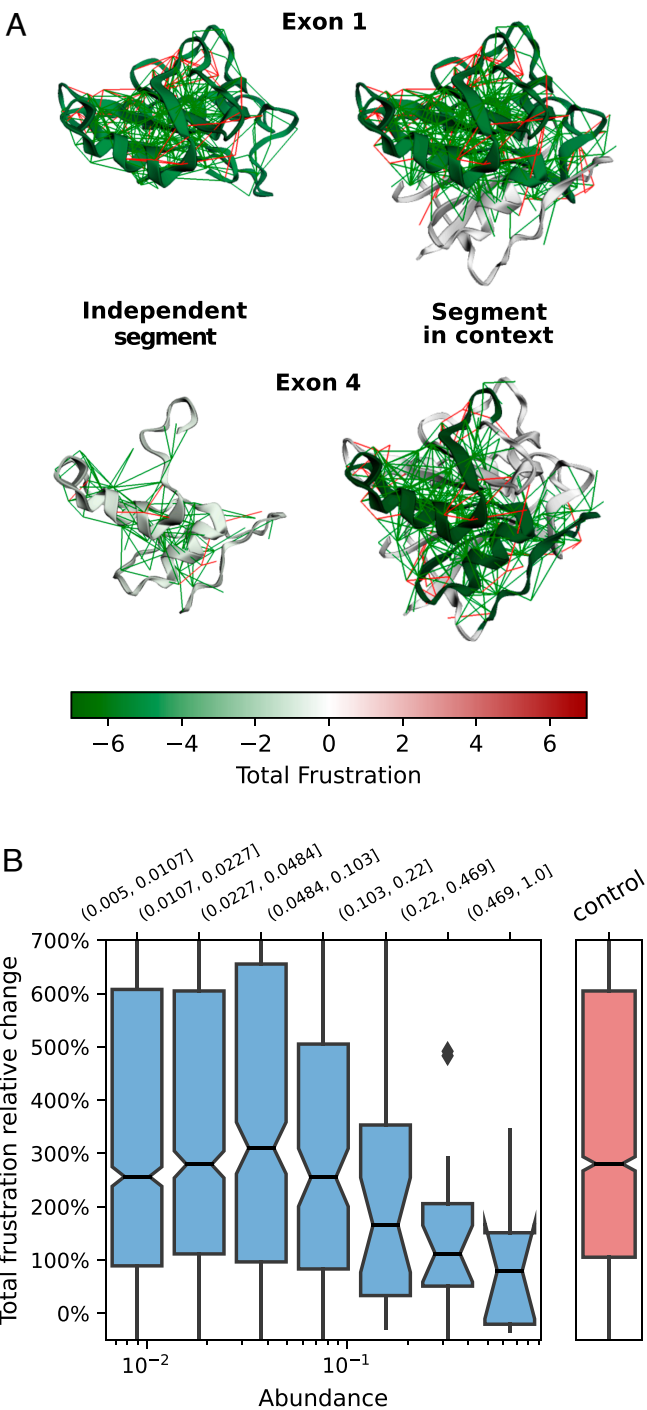 A
Exon 1
Independent
segment
Segment
in context
Exon 4
−6 −4 −2 0 2 4 6
Total Frustration
B
(0.005, 0.0107]
(0.0107, 0.0227]
(0.0227, 0.0484]
(0.0484, 0.103]
(0.103, 0.22]
(0.22, 0.469]
(0.469, 1.0]
control
Total frustration relative change
700%
600%
500%
400%
300%
200%
100%
0%
10⁻² 10⁻¹
Abundance